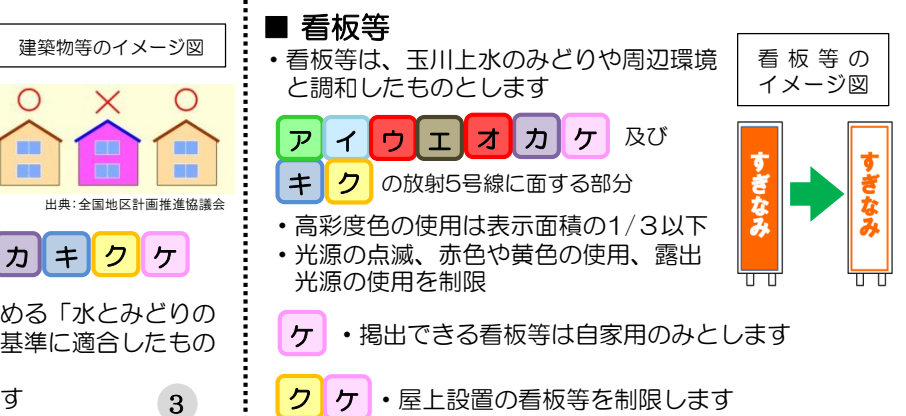 建築物等のイメージ図
○ × ○
出典：全国地区計画推進協議会
カ キ ク ケ
める「水とみどりの
基準に適合したもの
す
3
■ 看板等
・看板等は、玉川上水のみどりや周辺環境
と調和したものとします
看板等の
イメージ図
ア イ ウ エ オ カ ケ 及び
キ ク の放射5号線に面する部分
・高彩度色の使用は表示面積の1/3以下
・光源の点滅、赤色や黄色の使用、露出
光源の使用を制限
すぎなみ
すぎなみ
ケ ・掲出できる看板等は自家用のみとします
ク ケ ・屋上設置の看板等を制限します